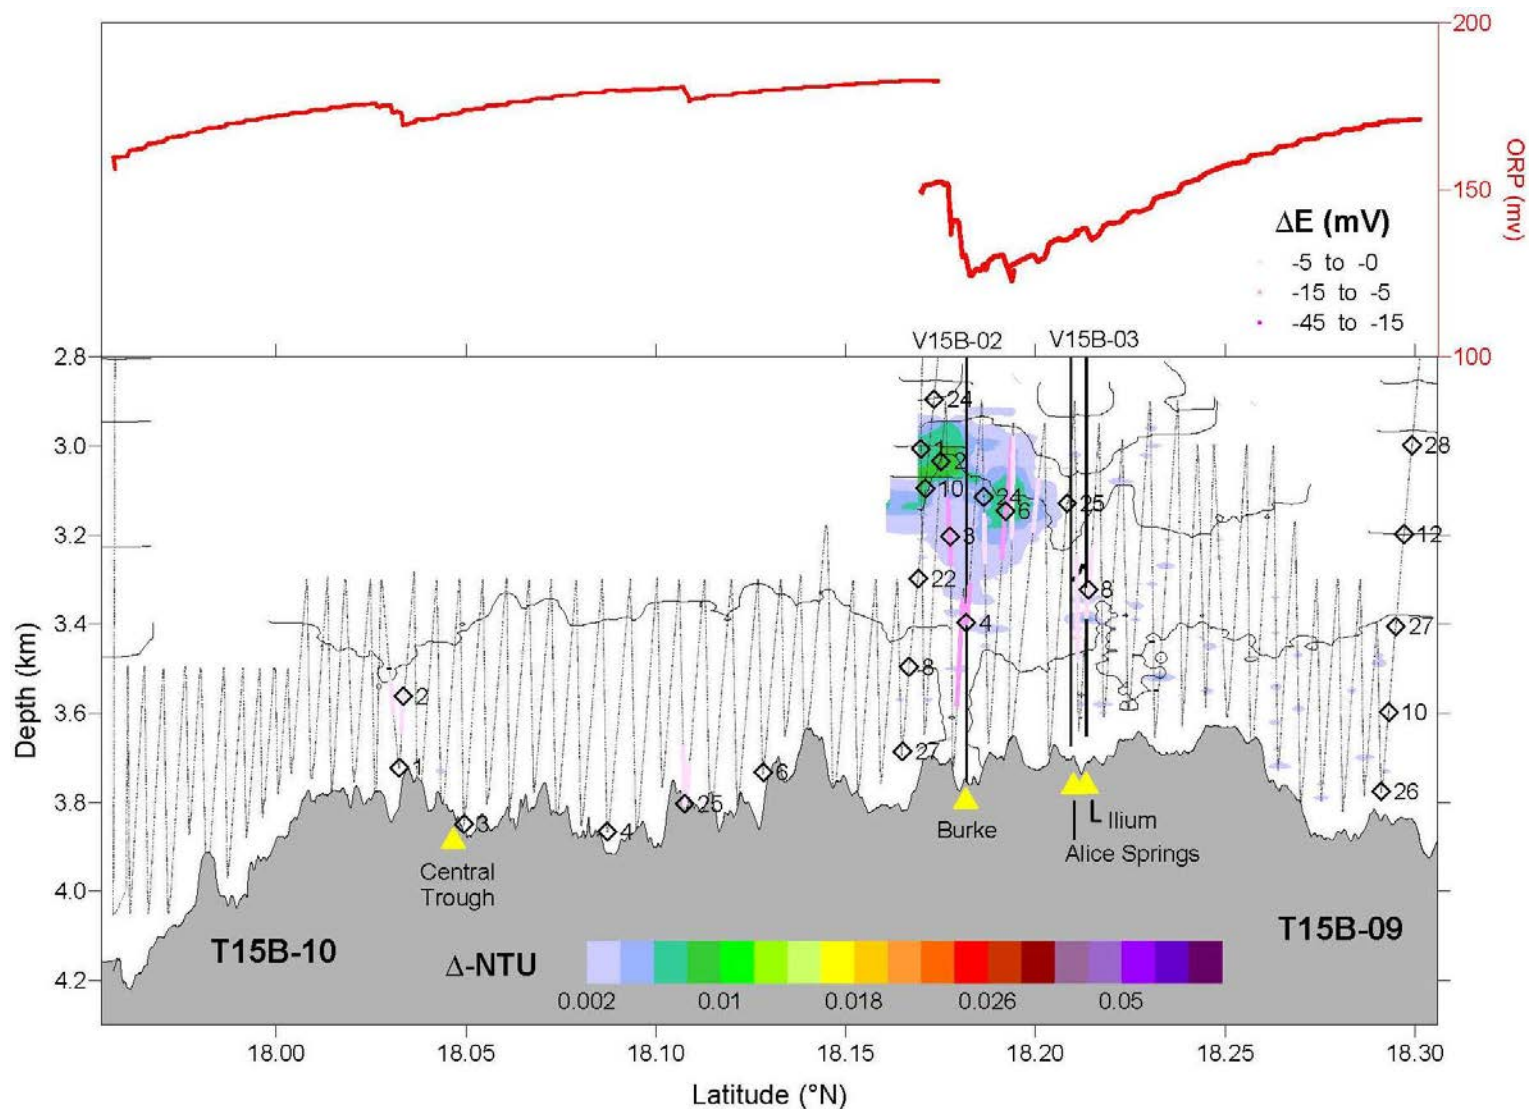 200
150
ORP (mv)
ΔE (mV)
-5 to -0
-15 to -5
-45 to -15
V15B-02
V15B-03
2.8
100
24
3.0
1
2
28
10
24
6
25
3.2
3
12
22
8
3.4
4
27
8
Depth (km)
2
3.6
10
27
1
6
3.8
25
26
3
4
Burke
Ilium
Alice Springs
Central
Trough
4.0
T15B-10
T15B-09
Δ-NTU
4.2
0.002
0.01
0.018
0.026
0.05
18.00
18.05
18.10
18.15
18.20
18.25
18.30
Latitude (°N)